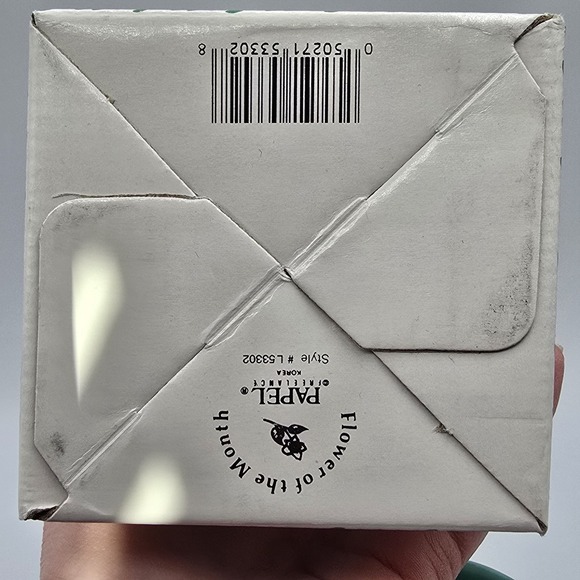 Flower of the Month
PAPEL®
©FREELANCE
KOREA
Style # L53302
0 50271 53302 8